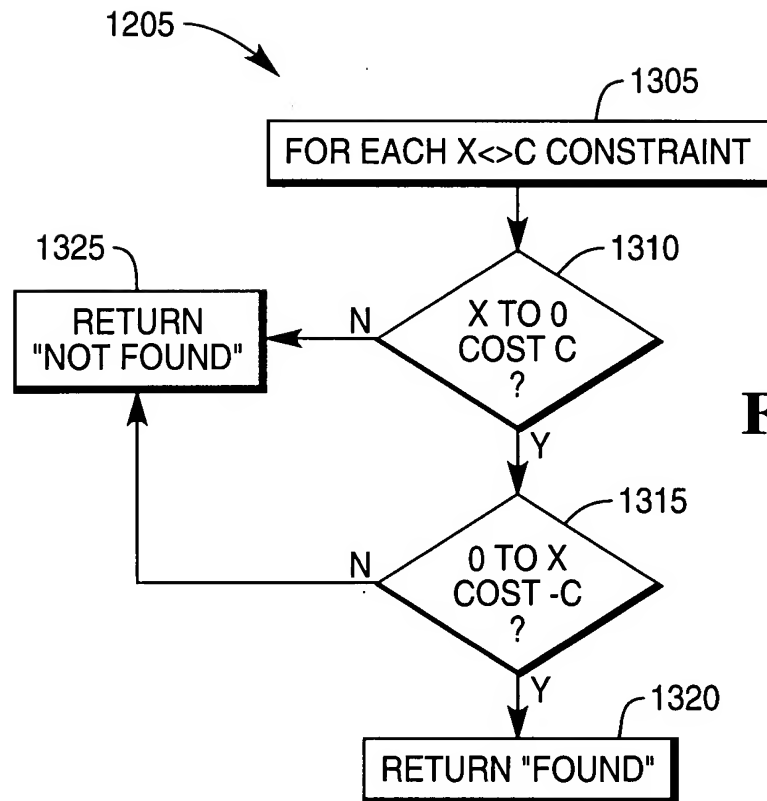 1205
1305
FOR EACH X<>C CONSTRAINT
1325
1310
RETURN
"NOT FOUND"
N
X TO 0
COST C
?
F
Y
1315
N
0 TO X
COST -C
?
Y
1320
RETURN "FOUND"